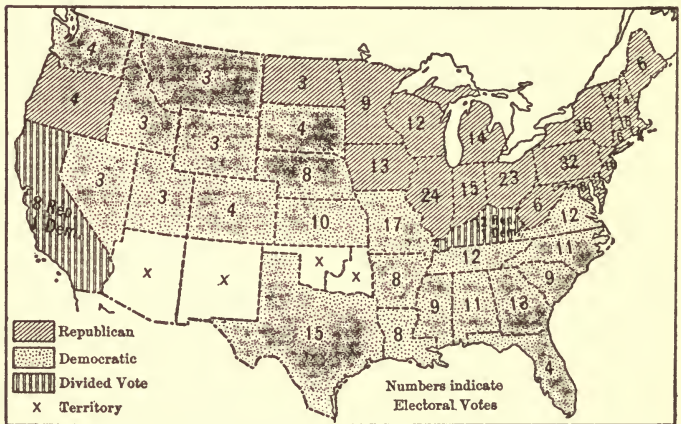 4
3
3
9
6
4
3
3
4
12
14
36
8
13
32
3
3
4
24
15
23
6
8 Rep.
Dem.
10
17
12
12
11
x
x
x
x
8
9
11
13
9
15
8
4
Republican
Democratic
Divided Vote
x Territory
Numbers indicate
Electoral Votes